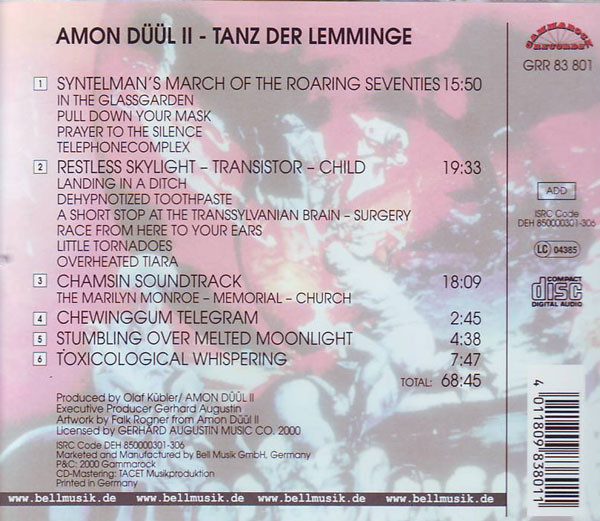 AMON DÜÜL II - TANZ DER LEMMINGE
GAMMAROCK
RECORDS
GRR 83 801
1 SYNTELMAN'S MARCH OF THE ROARING SEVENTIES 15:50
IN THE GLASSGARDEN
PULL DOWN YOUR MASK
PRAYER TO THE SILENCE
TELEPHONECOMPLEX
2 RESTLESS SKYLIGHT – TRANSISTOR – CHILD 19:33
LANDING IN A DITCH
DEHYPNOTIZED TOOTHPASTE
A SHORT STOP AT THE TRANSSYLVANIAN BRAIN – SURGERY
RACE FROM HERE TO YOUR EARS
LITTLE TORNADOES
OVERHEATED TIARA
3 CHAMSIN SOUNDTRACK 18:09
THE MARILYN MONROE – MEMORIAL – CHURCH
4 CHEWINGGUM TELEGRAM 2:45
5 STUMBLING OVER MELTED MOONLIGHT 4:38
6 TOXICOLOGICAL WHISPERING 7:47
TOTAL: 68:45
ADD
ISRC Code
DEH 850000301-306
LC 04385
COMPACT
disc
DIGITAL AUDIO
Produced by Olaf Kübler/ AMON DÜÜL II
Executive Producer Gerhard Augustin
Artwork by Falk Rogner from Amon Düül II
Licensed by GERHARD AUGUSTIN MUSIC CO. 2000
ISRC Code DEH 850000301-306
Marketed and Manufactured by Bell Musik GmbH, Germany
P&C: 2000 Gammarock
CD-Mastering: TACET Musikproduktion
Printed in Germany
4 011809 838011
www.bellmusik.de www.bellmusik.de www.bellmusik.de